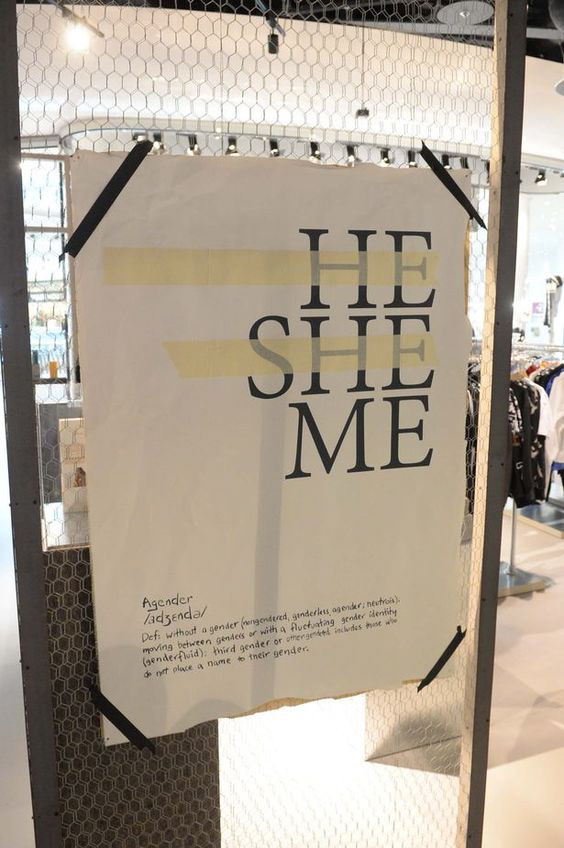 HE
SHE
ME
Agender
/ədʒendə/
Def: without a gender (nongendered, genderless, agender; neutrois).
moving between genders or with a fluctuating gender identity
(genderfluid); third gender or othergendered; includes those who
do not place a name to their gender.